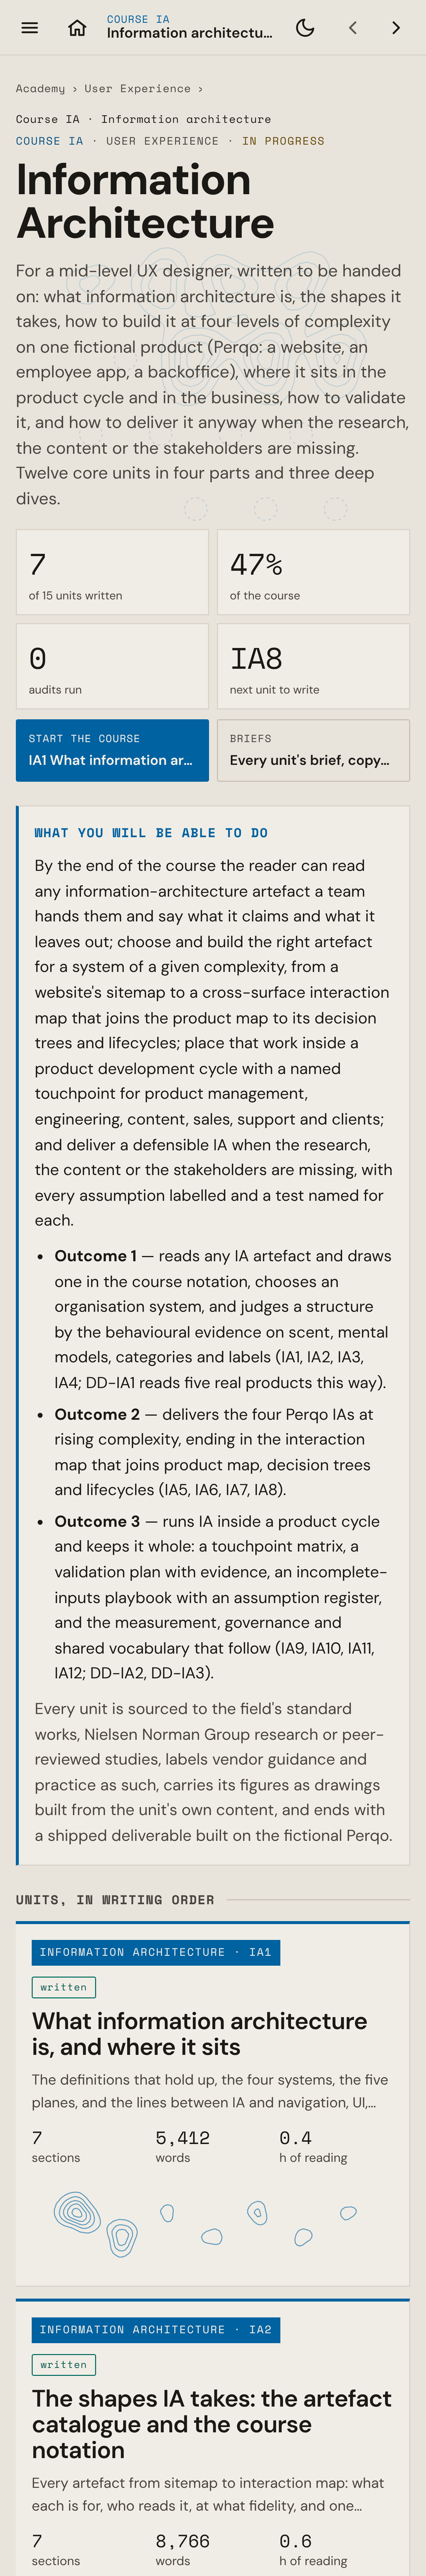 COURSE IA
Information architectu...
Academy › User Experience ›
Course IA · Information architecture
COURSE IA · USER EXPERIENCE · IN PROGRESS
Information
Architecture
For a mid-level UX designer, written to be handed
on: what information architecture is, the shapes it
takes, how to build it at four levels of complexity
on one fictional product (Perqo: a website, an
employee app, a backoffice), where it sits in the
product cycle and in the business, how to validate
it, and how to deliver it anyway when the research,
the content or the stakeholders are missing.
Twelve core units in four parts and three deep
dives.
7
of 15 units written
47%
of the course
0
audits run
IA8
next unit to write
START THE COURSE
IA1 What information ar...
BRIEFS
Every unit's brief, copy...
WHAT YOU WILL BE ABLE TO DO
By the end of the course the reader can read
any information-architecture artefact a team
hands them and say what it claims and what it
leaves out; choose and build the right artefact
for a system of a given complexity, from a
website's sitemap to a cross-surface interaction
map that joins the product map to its decision
trees and lifecycles; place that work inside a
product development cycle with a named
touchpoint for product management,
engineering, content, sales, support and clients;
and deliver a defensible IA when the research,
the content or the stakeholders are missing, with
every assumption labelled and a test named for
each.
• Outcome 1 — reads any IA artefact and draws
one in the course notation, chooses an
organisation system, and judges a structure
by the behavioural evidence on scent, mental
models, categories and labels (IA1, IA2, IA3,
IA4; DD-IA1 reads five real products this way).
• Outcome 2 — delivers the four Perqo IAs at
rising complexity, ending in the interaction
map that joins product map, decision trees
and lifecycles (IA5, IA6, IA7, IA8).
• Outcome 3 — runs IA inside a product cycle
and keeps it whole: a touchpoint matrix, a
validation plan with evidence, an incomplete-
inputs playbook with an assumption register,
and the measurement, governance and
shared vocabulary that follow (IA9, IA10, IA11,
IA12; DD-IA2, DD-IA3).
Every unit is sourced to the field's standard
works, Nielsen Norman Group research or peer-
reviewed studies, labels vendor guidance and
practice as such, carries its figures as drawings
built from the unit's own content, and ends with
a shipped deliverable built on the fictional Perqo.
UNITS, IN WRITING ORDER
INFORMATION ARCHITECTURE · IA1
written
What information architecture
is, and where it sits
The definitions that hold up, the four systems, the five
planes, and the lines between IA and navigation, UI,...
7 5,412 0.4
sections words h of reading
INFORMATION ARCHITECTURE · IA2
written
The shapes IA takes: the artefact
catalogue and the course
notation
Every artefact from sitemap to interaction map: what
each is for, who reads it, at what fidelity, and one...
7 8,766 0.6
sections words h of reading